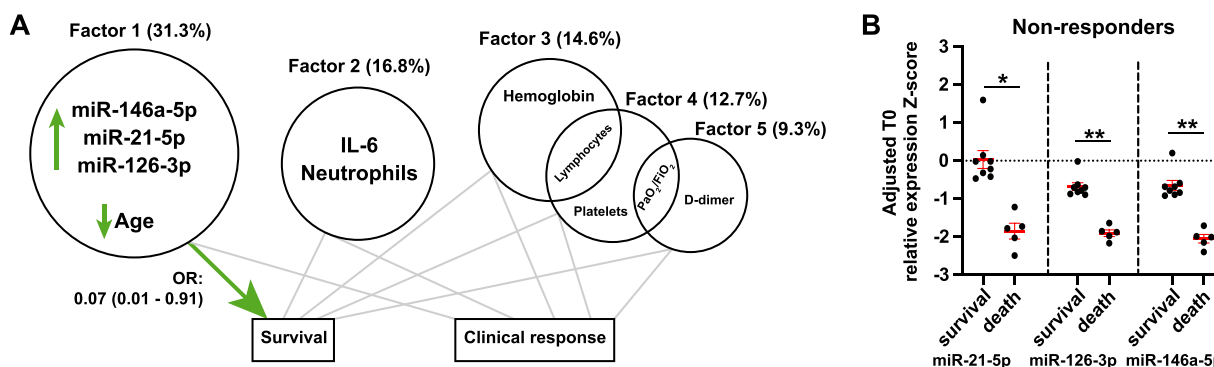 A
Factor 1 (31.3%)
miR-146a-5p
miR-21-5p
miR-126-3p
Age
Factor 2 (16.8%)
IL-6
Neutrophils
Factor 3 (14.6%)
Hemoglobin
Lymphocytes
Factor 4 (12.7%)
Platelets
PaO2/FiO2
Factor 5 (9.3%)
D-dimer
OR:
0.07 (0.01 - 0.91)
Survival
Clinical response
B
Non-responders
Adjusted T0
relative expression Z-score
3
2
1
0
-1
-2
-3
*
**
**
survival
death
survival
death
survival
death
miR-21-5p
miR-126-3p
miR-146a-5p